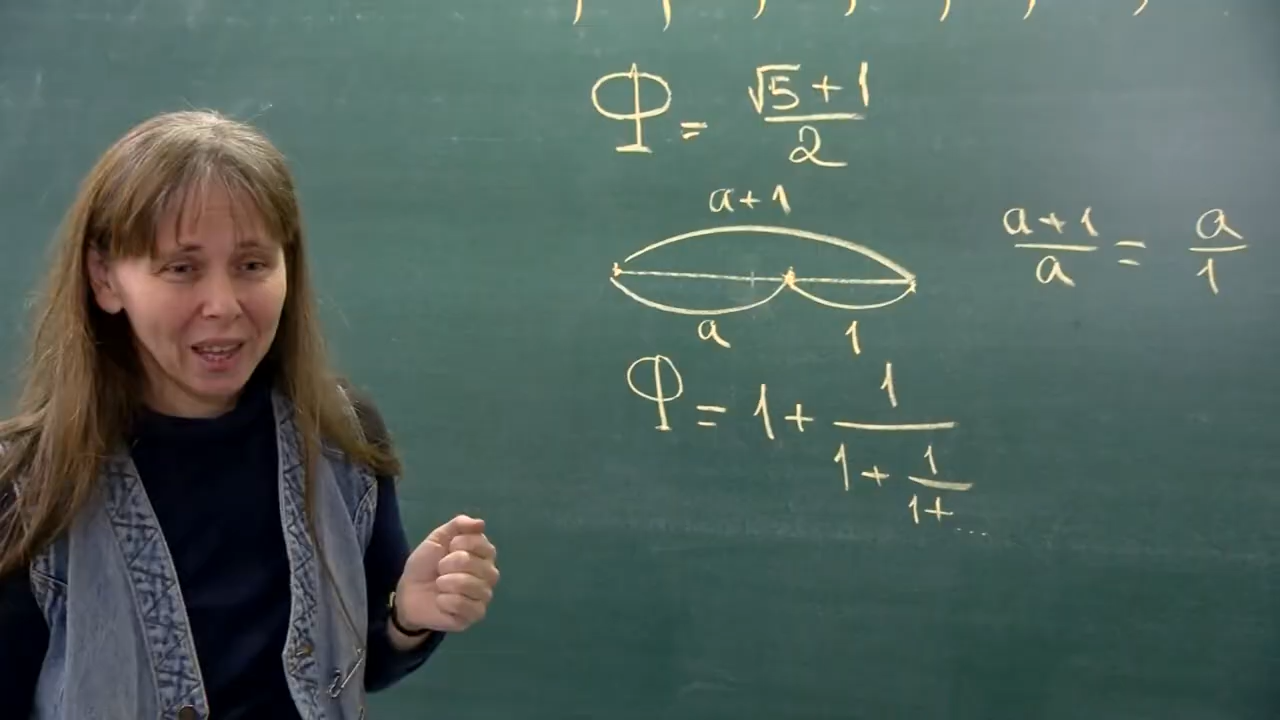 , , , , , , ,
Φ = (√5+1)/2
a+1
(a+1)/a = a/1
a 1
Φ = 1+1/(1+1/(1+...))